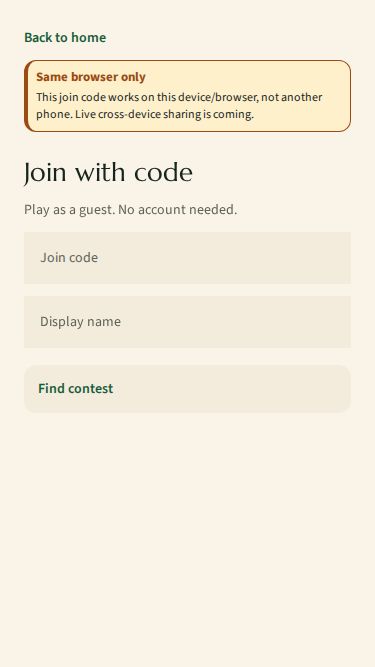 Back to home
Same browser only
This join code works on this device/browser, not another
phone. Live cross-device sharing is coming.
Join with code
Play as a guest. No account needed.
Join code
Display name
Find contest